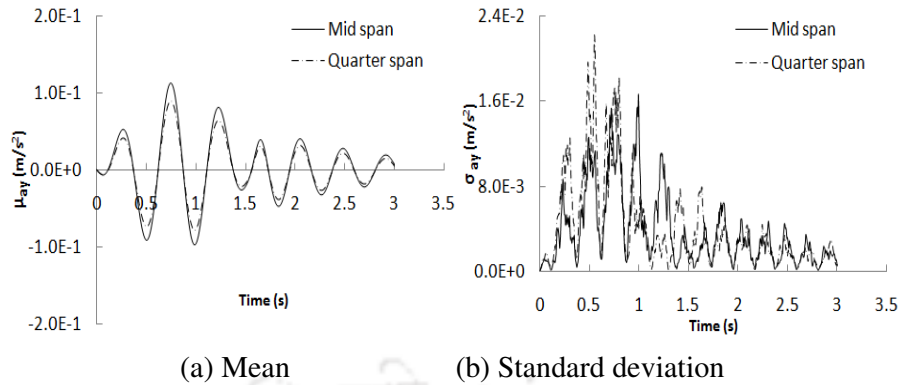 2.0E-1
1.0E-1
0.0E+0
-1.0E-1
-2.0E-1
μay (m/s²)
0 0.5 1 1.5 2 2.5 3 3.5
Time (s)
Mid span
Quarter span
(a) Mean
2.4E-2
1.6E-2
8.0E-3
0.0E+0
σ ay (m/s²)
0 0.5 1 1.5 2 2.5 3 3.5
Time (s)
Mid span
Quarter span
(b) Standard deviation